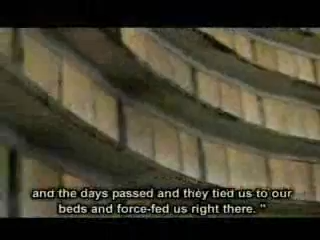 and the days passed and they tied us to our
beds and force-fed us right there. "